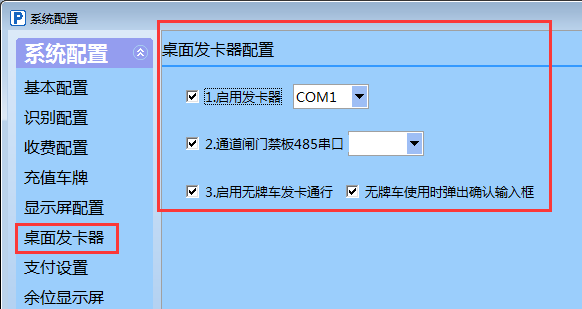 P 系统配置
系统配置
基本配置
识别配置
收费配置
充值车牌
显示屏配置
桌面发卡器
支付设置
余位显示屏
桌面发卡器配置
1.启用发卡器 COM1
2.通道闸门禁板485串口
3.启用无牌车发卡通行 无牌车使用时弹出确认输入框